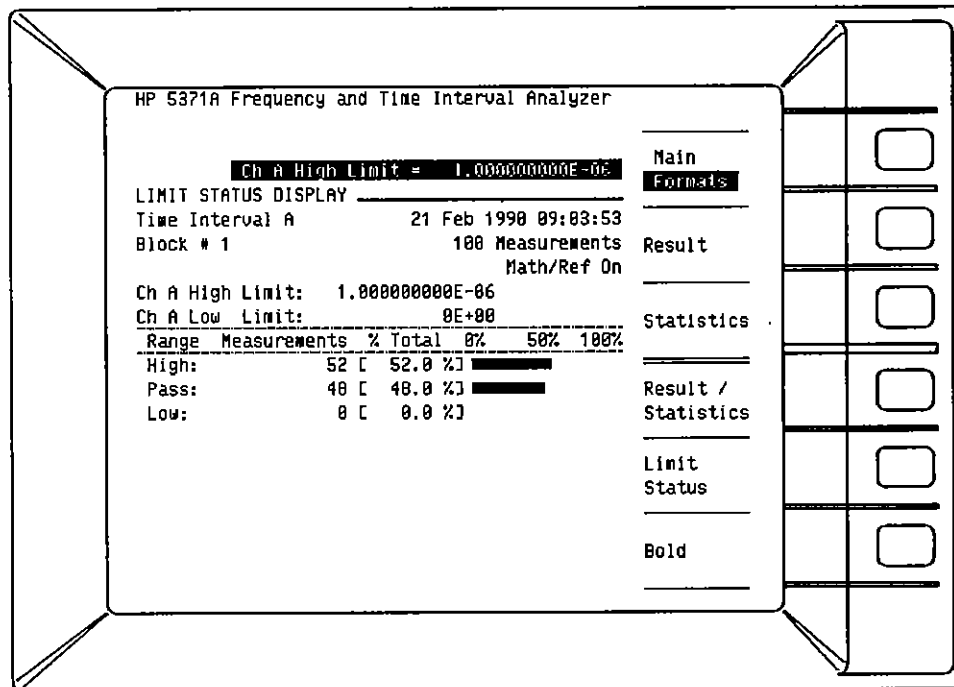 HP 5371A Frequency and Time Interval Analyzer
Ch A High Limit = 1.000000000E-06
LIMIT STATUS DISPLAY
Time Interval A 21 Feb 1990 09:03:53
Block # 1 100 Measurements
Math/Ref On
Ch A High Limit: 1.000000000E-06
Ch A Low Limit: 0E+00
Range Measurements % Total 0% 50% 100%
High: 52 [ 52.0 %]
Pass: 48 [ 48.0 %]
Low: 0 [ 0.0 %]
Main
Formats
Result
Statistics
Result /
Statistics
Limit
Status
Bold